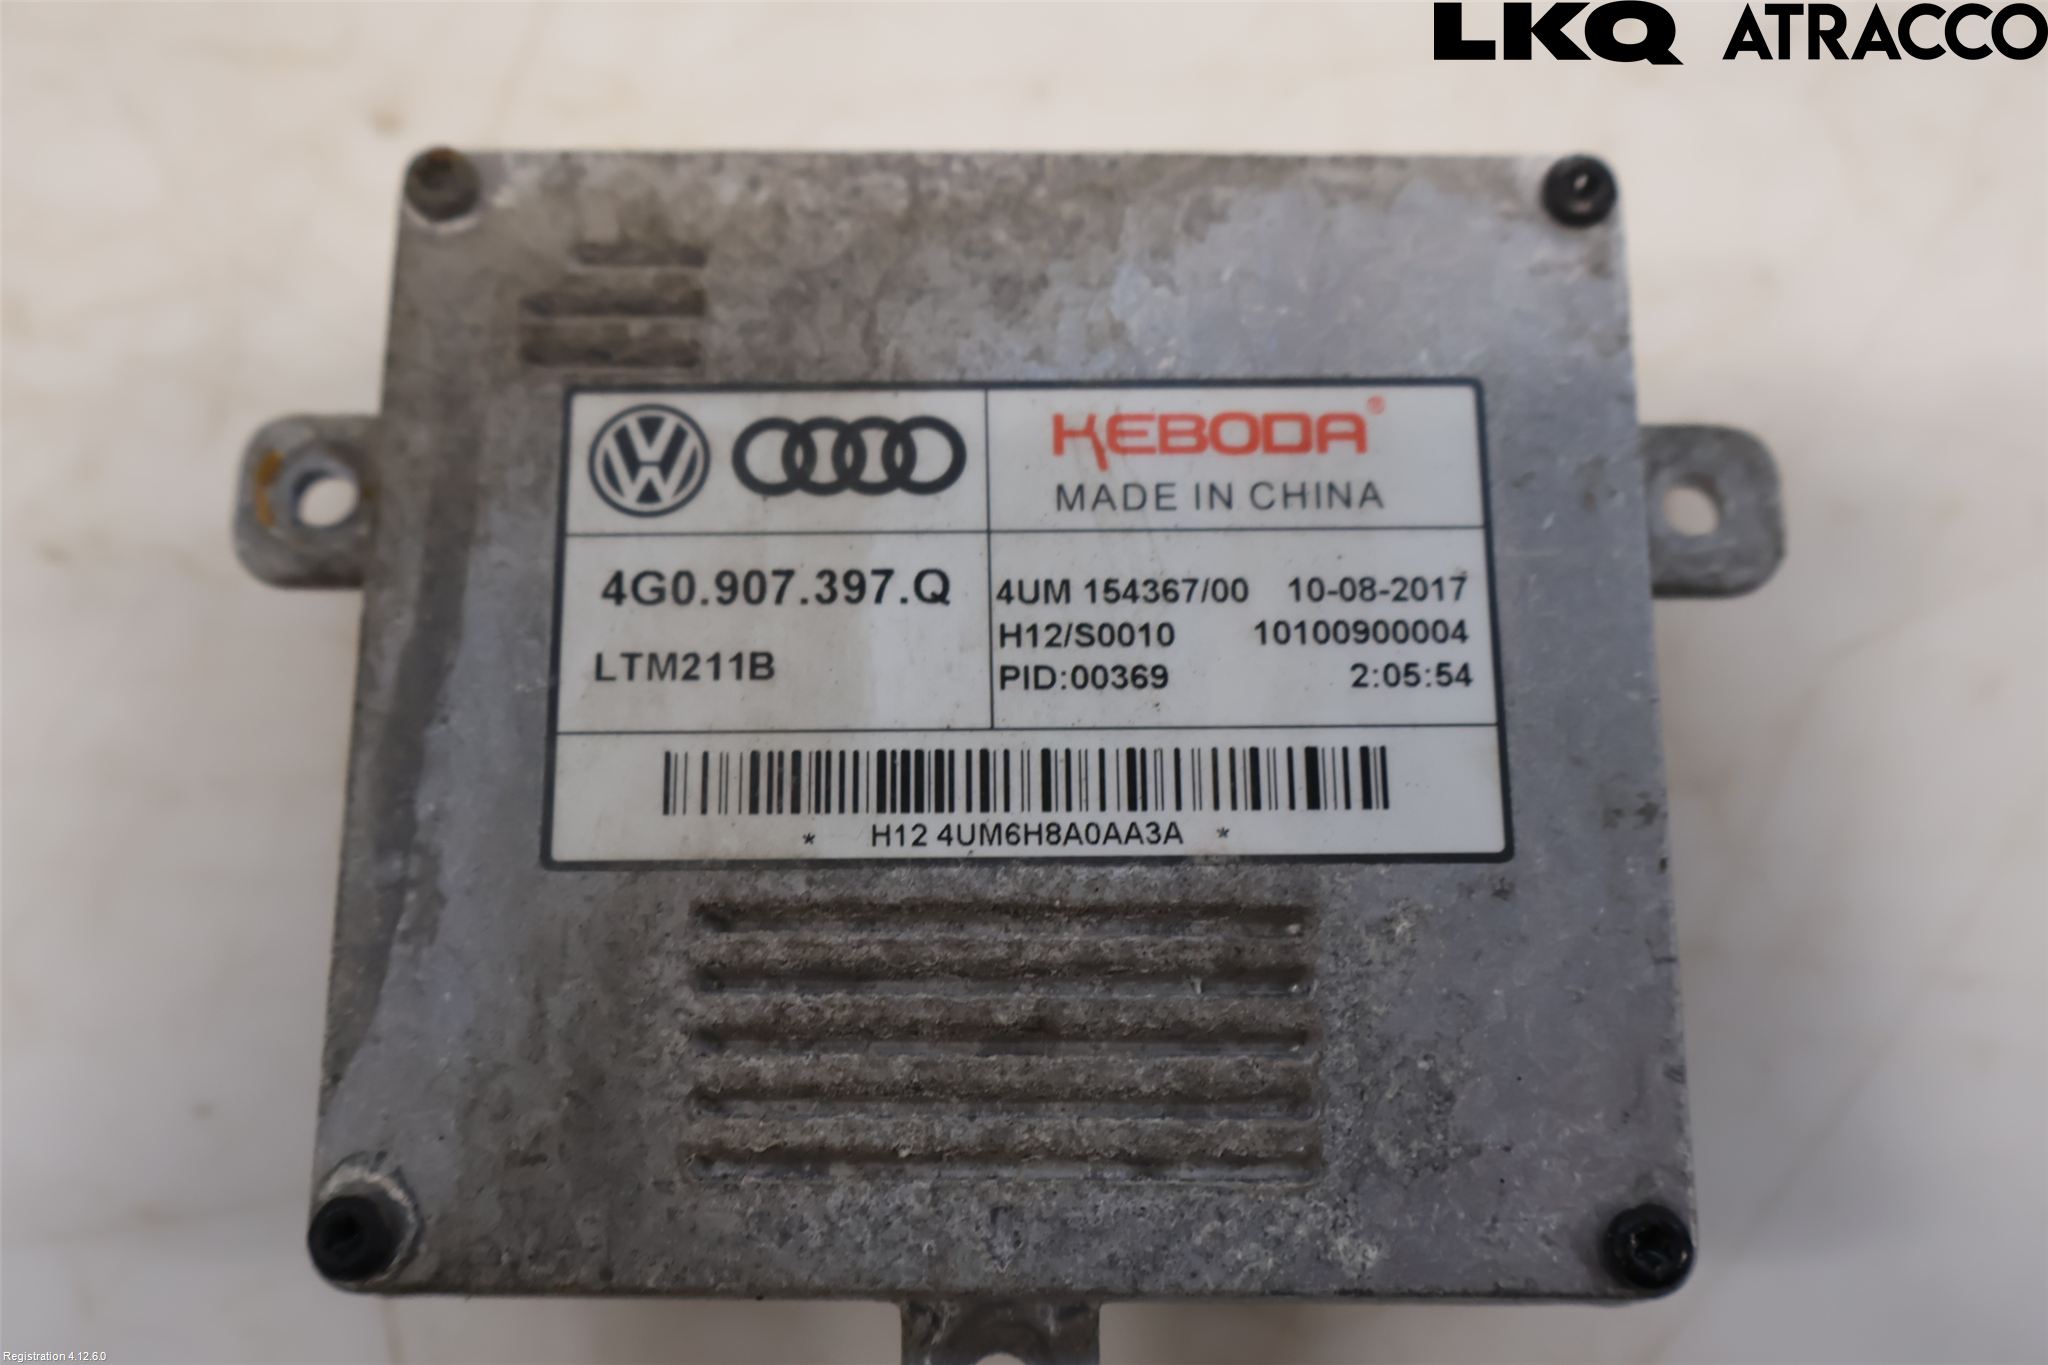 LKQ ATRACCO
KEBODA®
MADE IN CHINA
4G0.907.397.Q
LTM211B
4UM 154367/00 10-08-2017
H12/S0010 10100900004
PID:00369 2:05:54
* H12 4UM6H8A0AA3A *
Registration 4.12.6.0